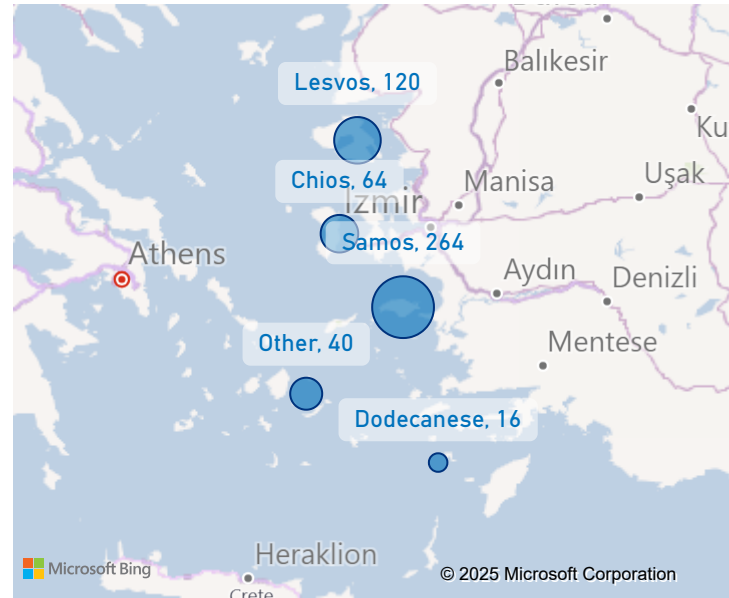 Balıkesir
Lesvos, 120
Ku
Chios, 64
Manisa
Uşak
Izmir
Samos, 264
Athens
Aydın
Denizli
Other, 40
Mentese
Dodecanese, 16
Heraklion
Microsoft Bing
© 2025 Microsoft Corporation
Crete